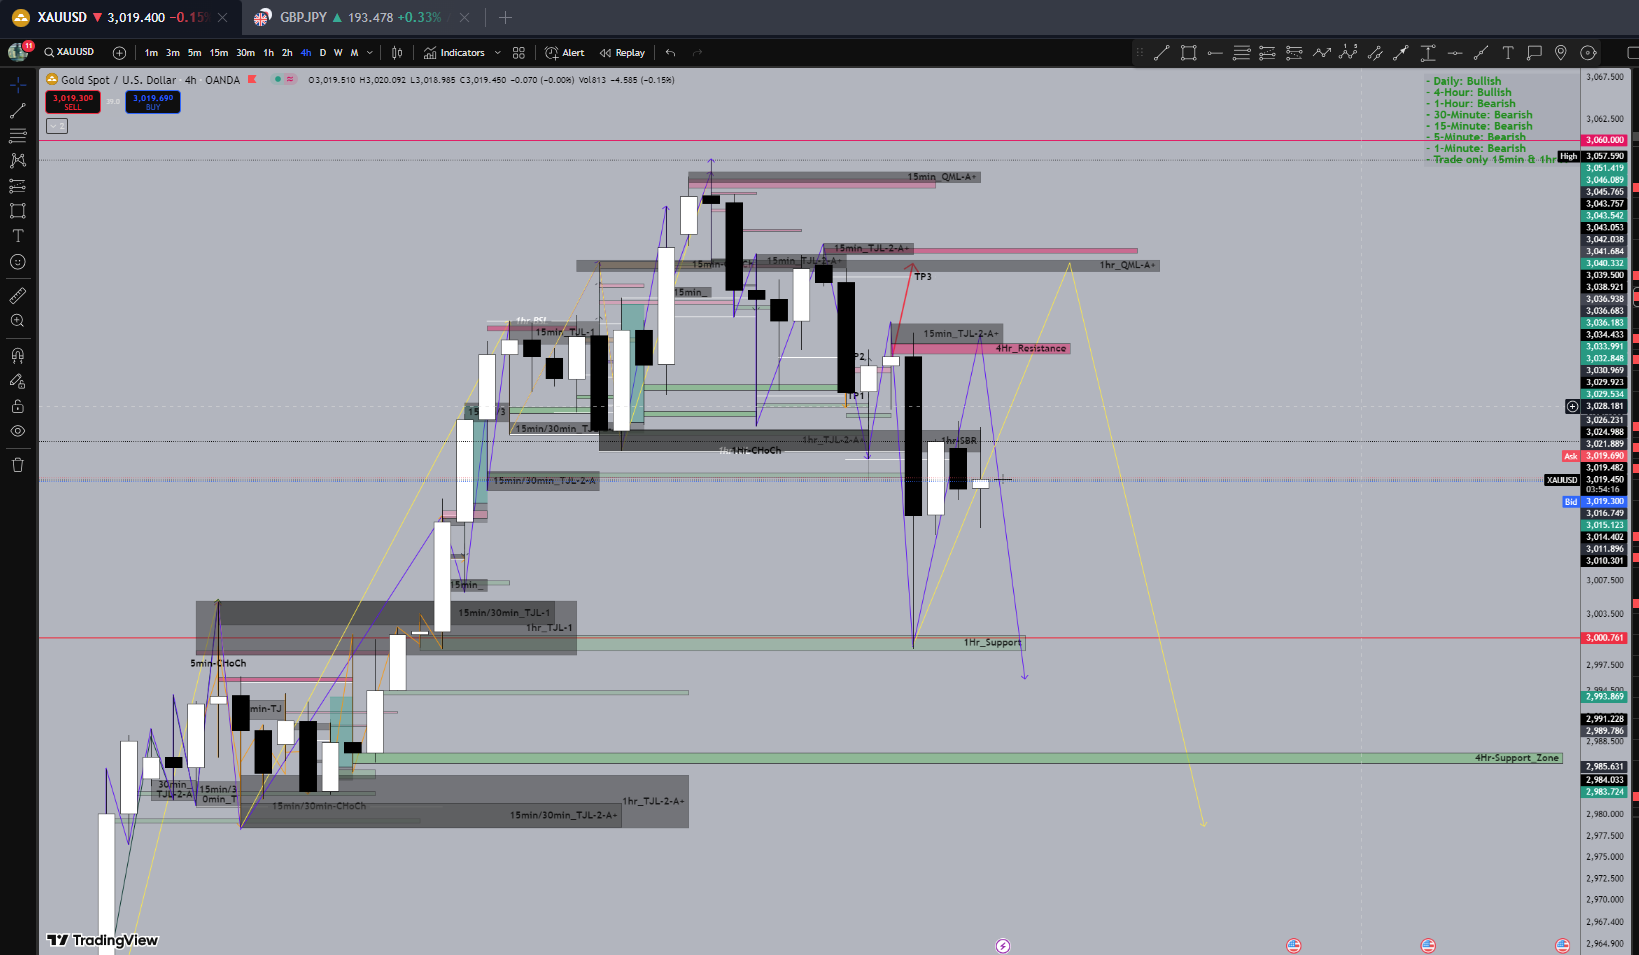 XAUUSD ▼ 3,019.400 −0.15%
GBPJPY ▲ 193.478 +0.33%
11
XAUUSD
1m 3m 5m 15m 30m 1h 2h 4h D W M
Indicators
Alert
Replay
Gold Spot / U.S. Dollar · 4h · OANDA
O3,019.510 H3,020.092 L3,018.985 C3,019.450 −0.070 (−0.00%) Vol813 −4.585 (−0.15%)
3,019.300
SELL
39.0
3,019.690
BUY
2
- Daily: Bullish
- 4-Hour: Bullish
- 1-Hour: Bearish
- 30-Minute: Bearish
- 15-Minute: Bearish
- 5-Minute: Bearish
- 1-Minute: Bearish
- Trade only 15min & 1hr
15min_QML-A+
15min_TJL-2-A+
15min_TJL-2-A+
1hr_QML-A+
TP3
15min_
1hr-BSL
15min_TJL-1
15min_TJL-2-A+
4Hr_Resistance
TP2
TP1
15min/30min_TJL
1hr_TJL-2-A+
1hr-SBR
1Hr-CHoCh
15min/30min_TJL-2-A
15min_
15min/30min_TJL-1
1hr_TJL-1
1Hr_Support
5min-CHoCh
min-TJ
4Hr-Support_Zone
30min_
TJL-2-A
15min/3
0min_T
15min/30min-CHoCh
1hr_TJL-2-A+
15min/30min_TJL-2-A+
3,067.500
3,062.500
3,060.000
High 3,057.590
3,051.419
3,046.089
3,045.765
3,043.757
3,043.542
3,043.053
3,042.038
3,041.684
3,040.332
3,039.500
3,038.921
3,036.938
3,036.683
3,036.183
3,034.433
3,033.991
3,032.848
3,030.969
3,029.923
3,029.534
3,028.181
3,026.231
3,024.988
3,021.889
Ask 3,019.690
3,019.482
XAUUSD 3,019.450
03:54:16
Bid 3,019.300
3,016.749
3,015.123
3,014.402
3,011.896
3,010.301
3,007.500
3,003.500
3,000.761
2,997.500
2,994.500
2,993.869
2,991.228
2,989.786
2,988.500
2,985.631
2,984.033
2,983.724
2,980.000
2,977.500
2,975.000
2,972.500
2,970.000
2,967.400
2,964.900
TradingView